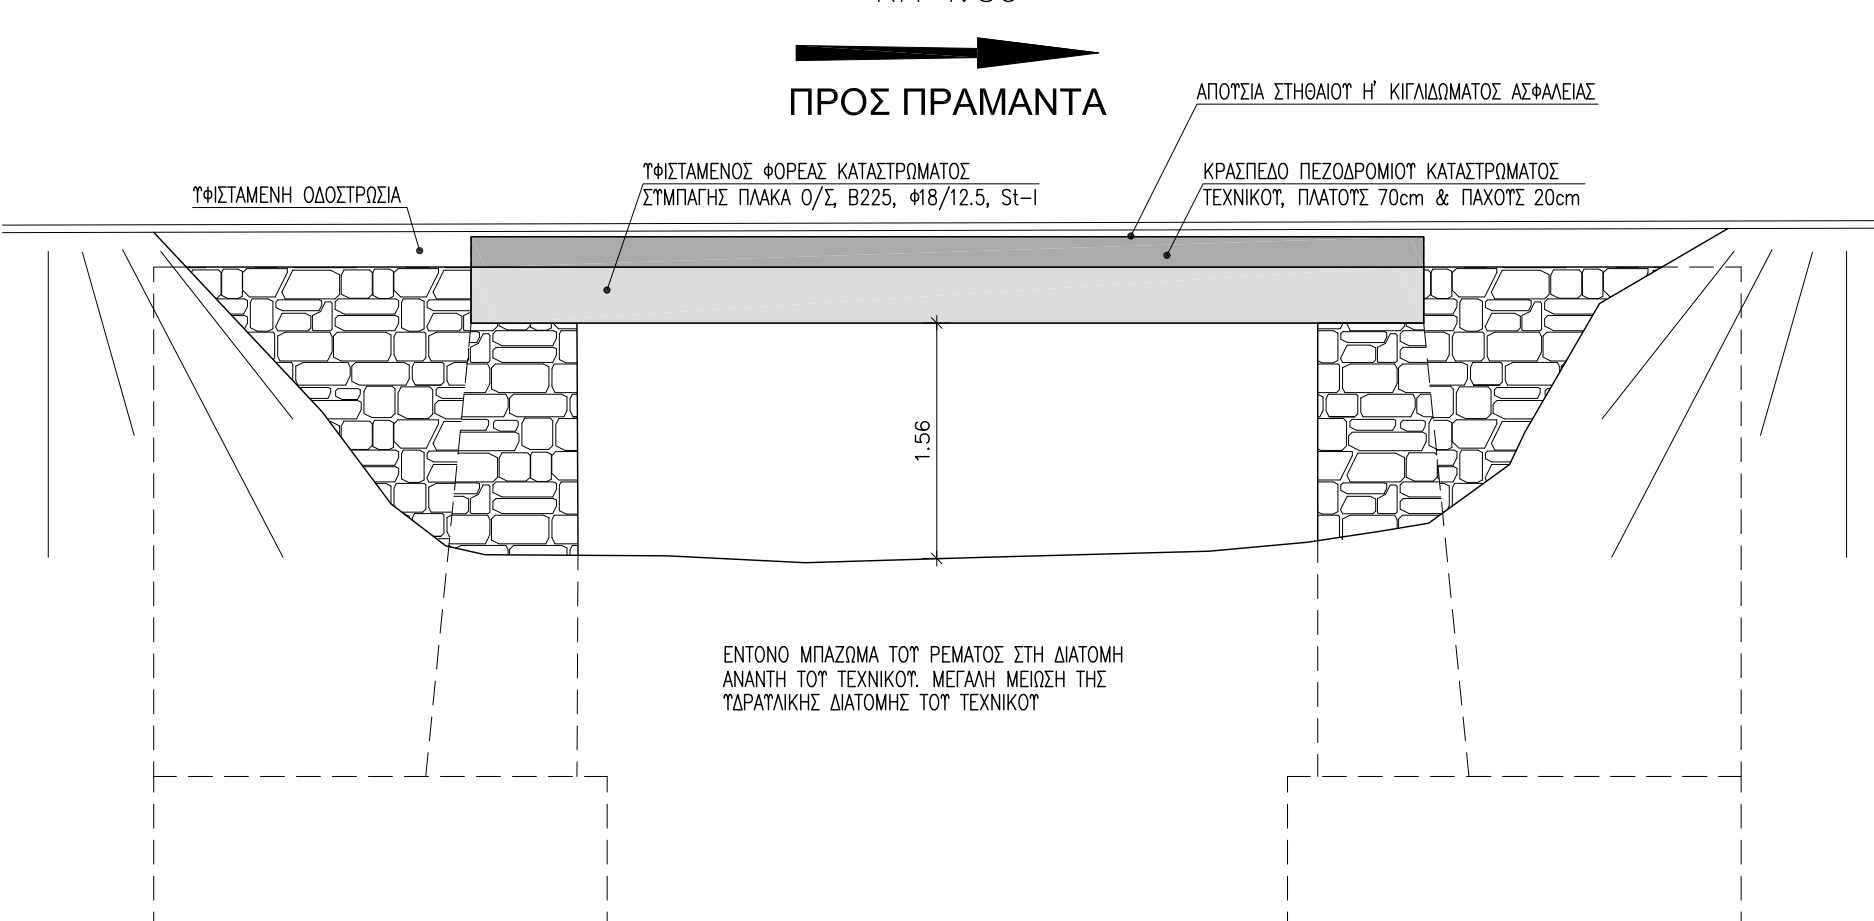 ΠΡΟΣ ΠΡΑΜΑΝΤΑ
ΑΠΟΥΣΙΑ ΣΤΗΘΑΙΟΥ Η' ΚΙΓΛΙΔΩΜΑΤΟΣ ΑΣΦΑΛΕΙΑΣ
ΥΦΙΣΤΑΜΕΝΗ ΟΔΟΣΤΡΩΣΙΑ
ΥΦΙΣΤΑΜΕΝΟΣ ΦΟΡΕΑΣ ΚΑΤΑΣΤΡΩΜΑΤΟΣ
ΣΥΜΠΑΓΗΣ ΠΛΑΚΑ Ο/Σ, Β225, Φ18/12.5, St-I
ΚΡΑΣΠΕΔΟ ΠΕΖΟΔΡΟΜΙΟΥ ΚΑΤΑΣΤΡΩΜΑΤΟΣ
ΤΕΧΝΙΚΟΥ, ΠΛΑΤΟΥΣ 70cm & ΠΑΧΟΥΣ 20cm
1.56
ΕΝΤΟΝΟ ΜΠΑΖΩΜΑ ΤΟΥ ΡΕΜΑΤΟΣ ΣΤΗ ΔΙΑΤΟΜΗ
ΑΝΑΝΤΗ ΤΟΥ ΤΕΧΝΙΚΟΥ. ΜΕΓΑΛΗ ΜΕΙΩΣΗ ΤΗΣ
ΥΔΡΑΥΛΙΚΗΣ ΔΙΑΤΟΜΗΣ ΤΟΥ ΤΕΧΝΙΚΟΥ